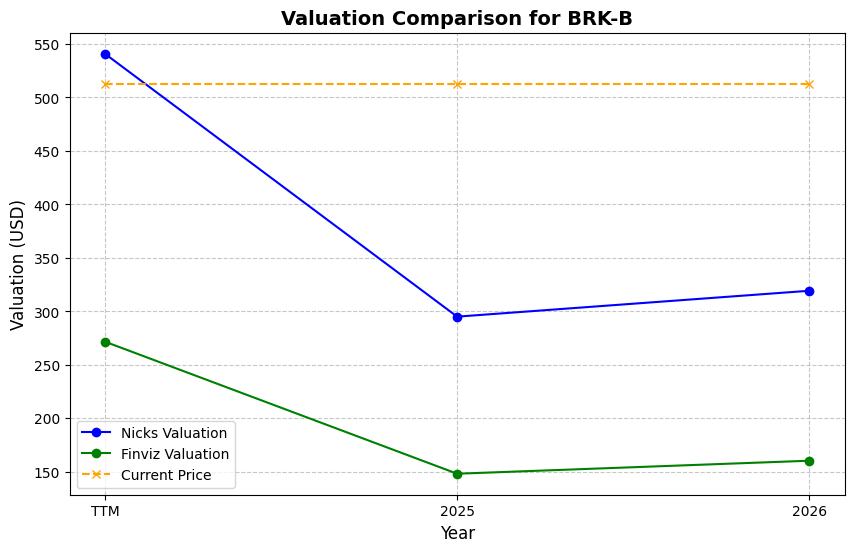 Valuation Comparison for BRK-B
Valuation (USD)
550
500
450
400
350
300
250
200
150
Nicks Valuation
Finviz Valuation
Current Price
TTM
2025
2026
Year